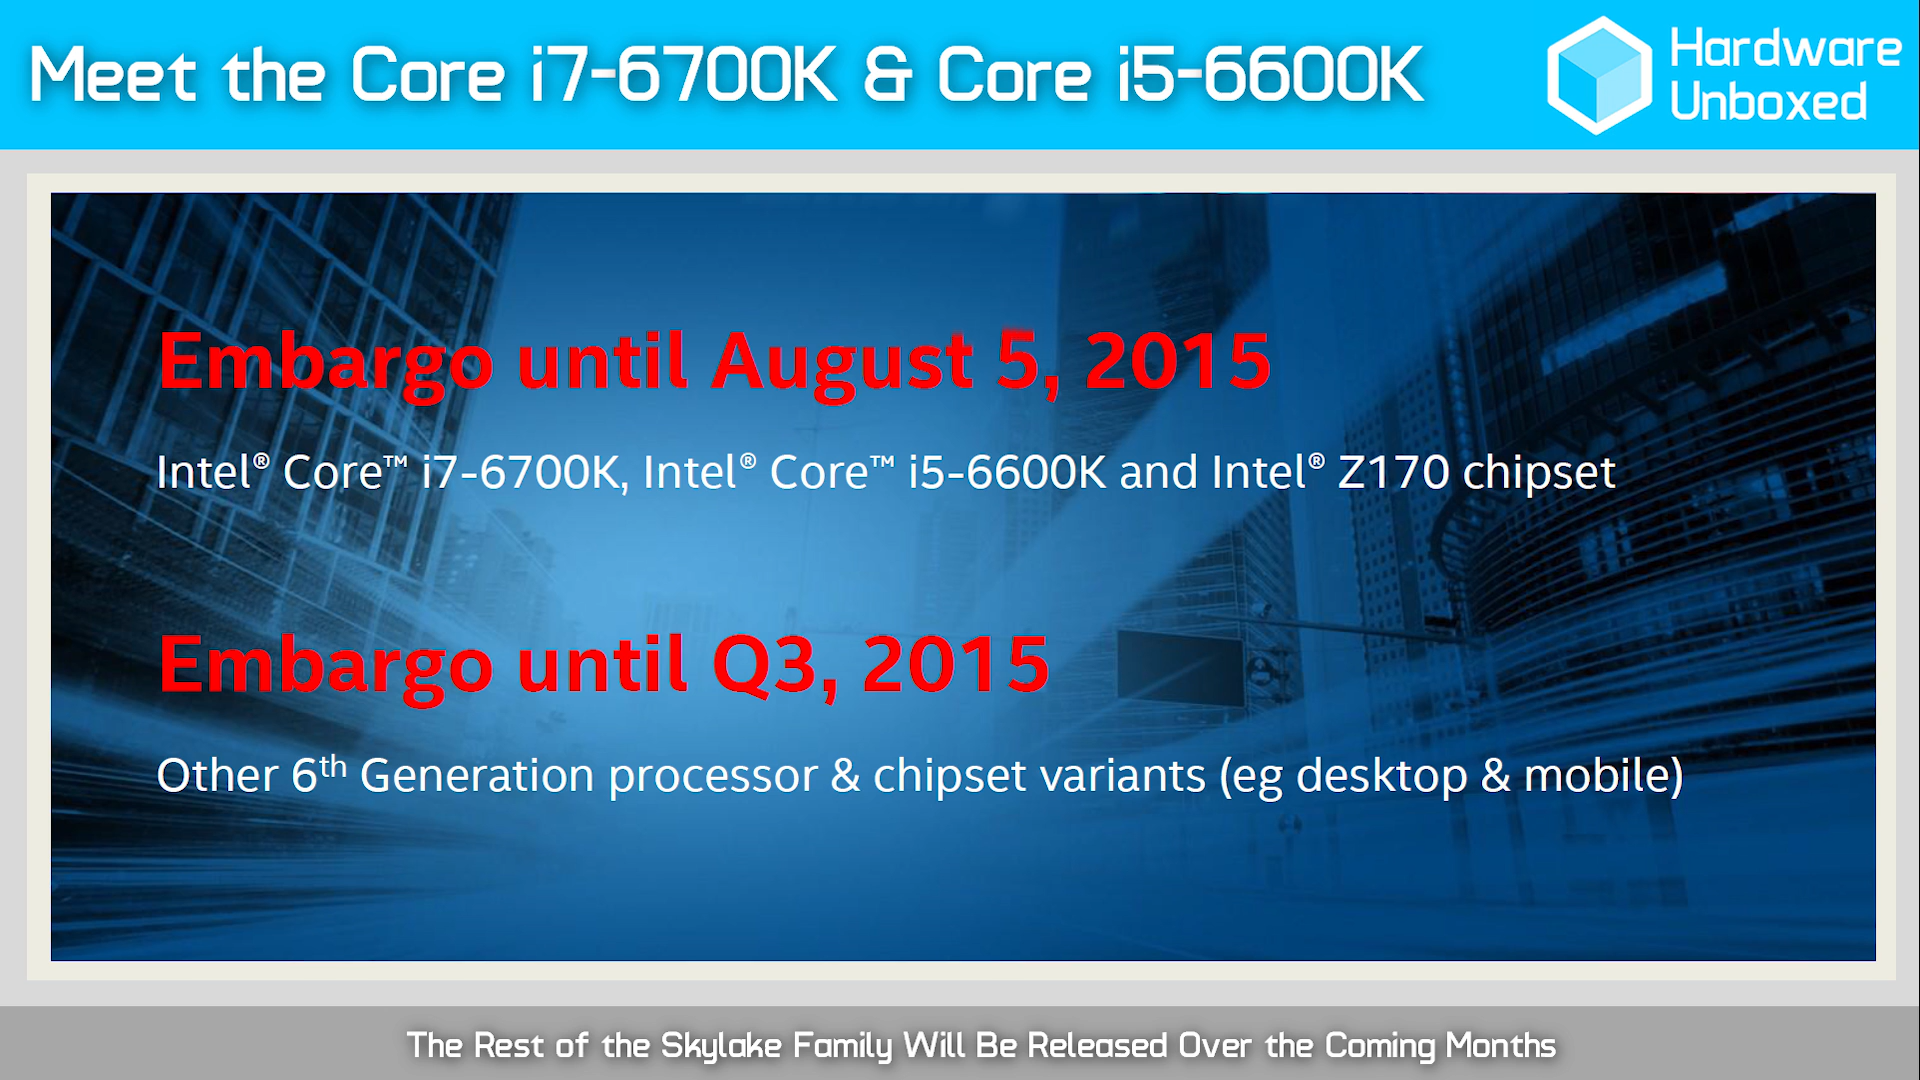 Meet the Core i7-6700K & Core i5-6600K
Hardware
Unboxed
Embargo until August 5, 2015
Intel® Core™ i7-6700K, Intel® Core™ i5-6600K and Intel® Z170 chipset
Embargo until Q3, 2015
Other 6th Generation processor & chipset variants (eg desktop & mobile)
The Rest of the Skylake Family Will Be Released Over the Coming Months